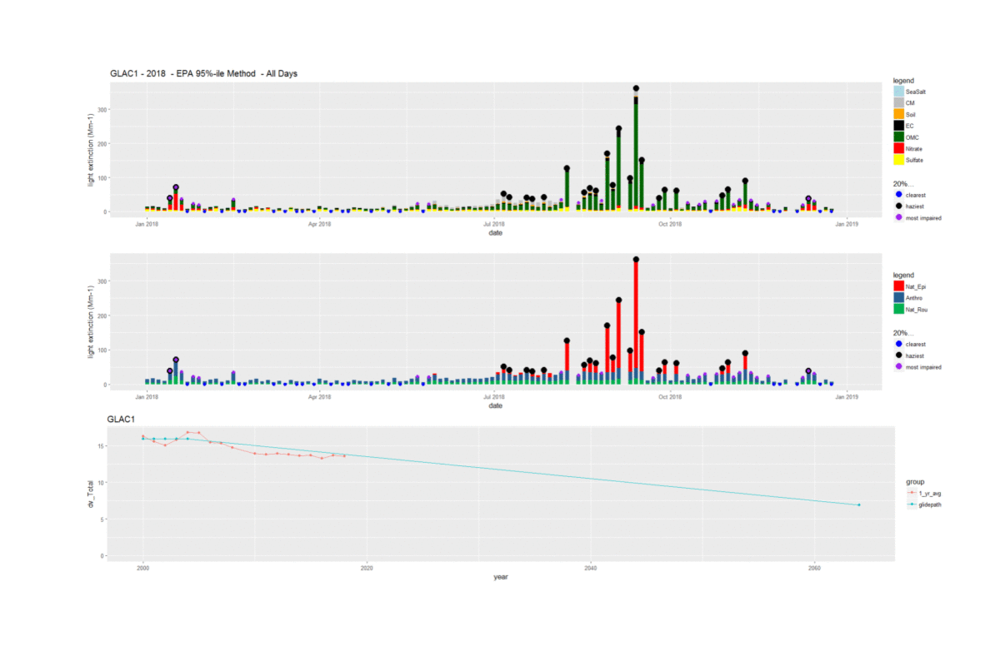 GLAC1 - 2018 - EPA 95%-ile Method - All Days
light extinction (Mm-1)
300
200
100
0
Jan 2018
Apr 2018
Jul 2018
Oct 2018
Jan 2019
date
legend
SeaSalt
CM
Soil
EC
OMC
Nitrate
Sulfate
20%...
clearest
haziest
most impaired
light extinction (Mm-1)
300
200
100
0
Jan 2018
Apr 2018
Jul 2018
Oct 2018
Jan 2019
date
legend
Nat_Epi
Anthro
Nat_Rou
20%...
clearest
haziest
most impaired
GLAC1
dv_Total
15
10
5
0
2000
2020
2040
2060
year
group
1_yr_avg
glidepath